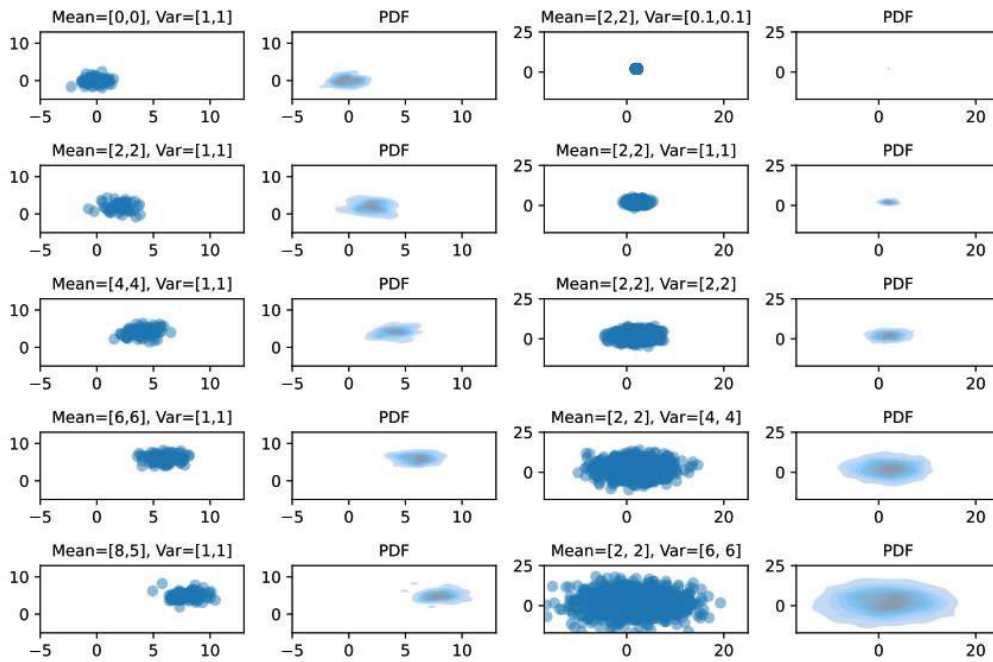 Mean=[0,0], Var=[1,1] PDF Mean=[2,2], Var=[0.1,0.1] PDF
10 10 25 25
0 0 0 0
−5 0 5 10 −5 0 5 10 0 20 0 20
Mean=[2,2], Var=[1,1] PDF Mean=[2,2], Var=[1,1] PDF
10 10 25 25
0 0 0 0
−5 0 5 10 −5 0 5 10 0 20 0 20
Mean=[4,4], Var=[1,1] PDF Mean=[2,2], Var=[2,2] PDF
10 10 25 25
0 0 0 0
−5 0 5 10 −5 0 5 10 0 20 0 20
Mean=[6,6], Var=[1,1] PDF Mean=[2, 2], Var=[4, 4] PDF
10 10 25 25
0 0 0 0
−5 0 5 10 −5 0 5 10 0 20 0 20
Mean=[8,5], Var=[1,1] PDF Mean=[2, 2], Var=[6, 6] PDF
10 10 25 25
0 0 0 0
−5 0 5 10 −5 0 5 10 0 20 0 20